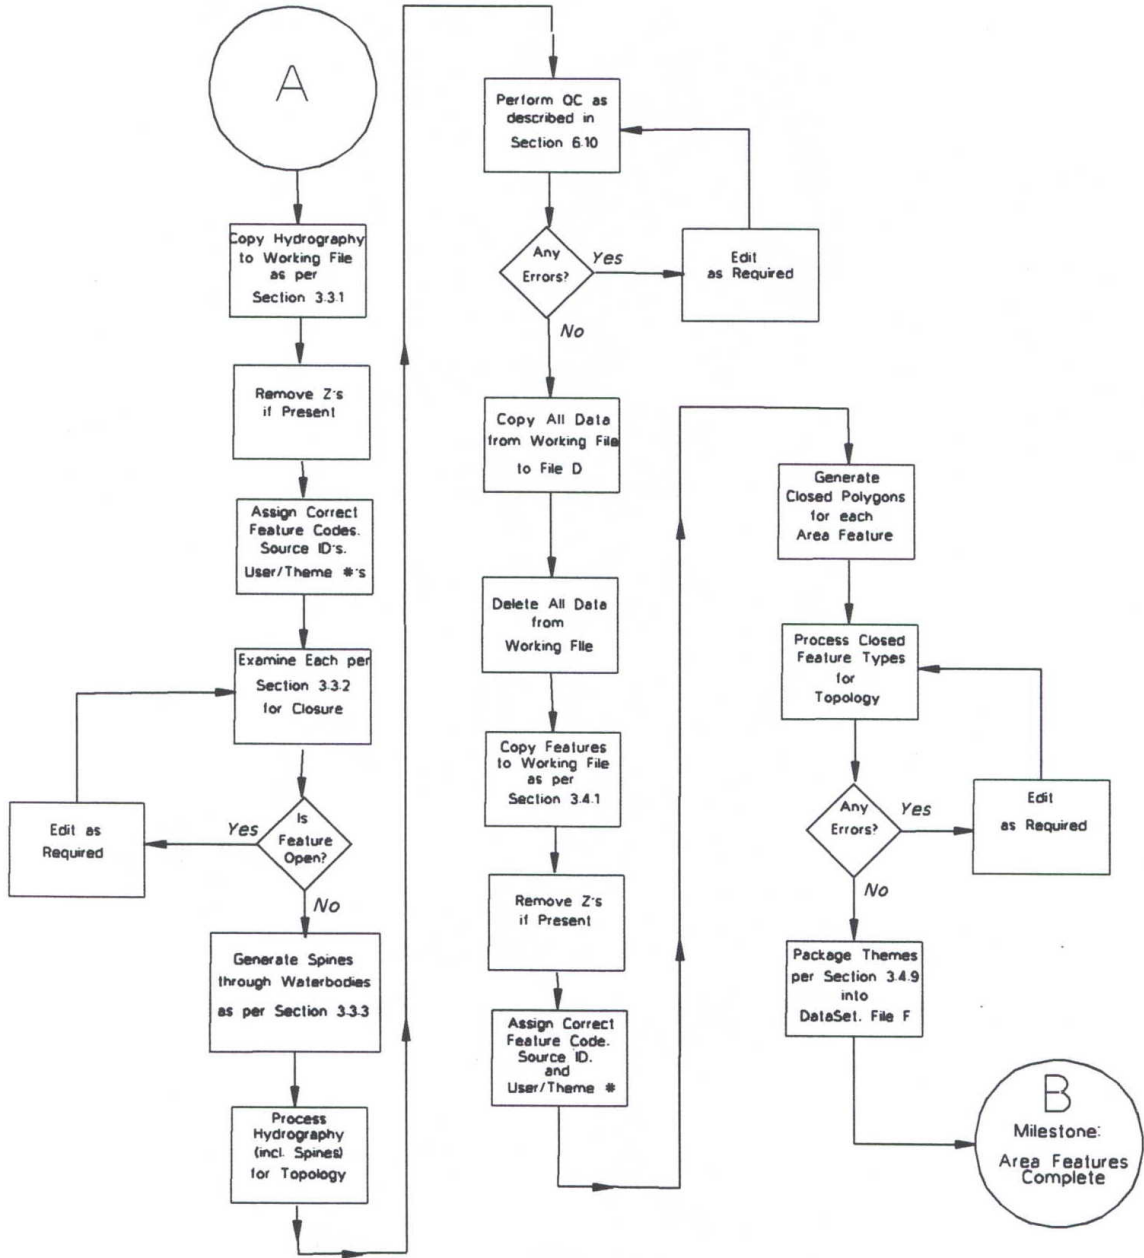 A
Copy Hydrography
to Working File
as per
Section 3.3.1
Remove Z's
if Present
Assign Correct
Feature Codes.
Source ID's.
User/Theme #'s
Examine Each per
Section 3.3.2
for Closure
Is
Feature
Open?
Yes
Edit as
Required
No
Generate Spines
through Waterbodies
as per Section 3.3.3
Process
Hydrography
(incl. Spines)
for Topology
Perform QC as
described in
Section 6.10
Any
Errors?
Yes
Edit
as Required
No
Copy All Data
from Working File
to File D
Delete All Data
from
Working File
Copy Features
to Working File
as per
Section 3.4.1
Remove Z's
if Present
Assign Correct
Feature Code.
Source ID.
and
User/Theme #
Generate
Closed Polygons
for each
Area Feature
Process Closed
Feature Types
for
Topology
Any
Errors?
Yes
Edit
as Required
No
Package Themes
per Section 3.4.9
into
DataSet. File F
B
Milestone:
Area Features
Complete